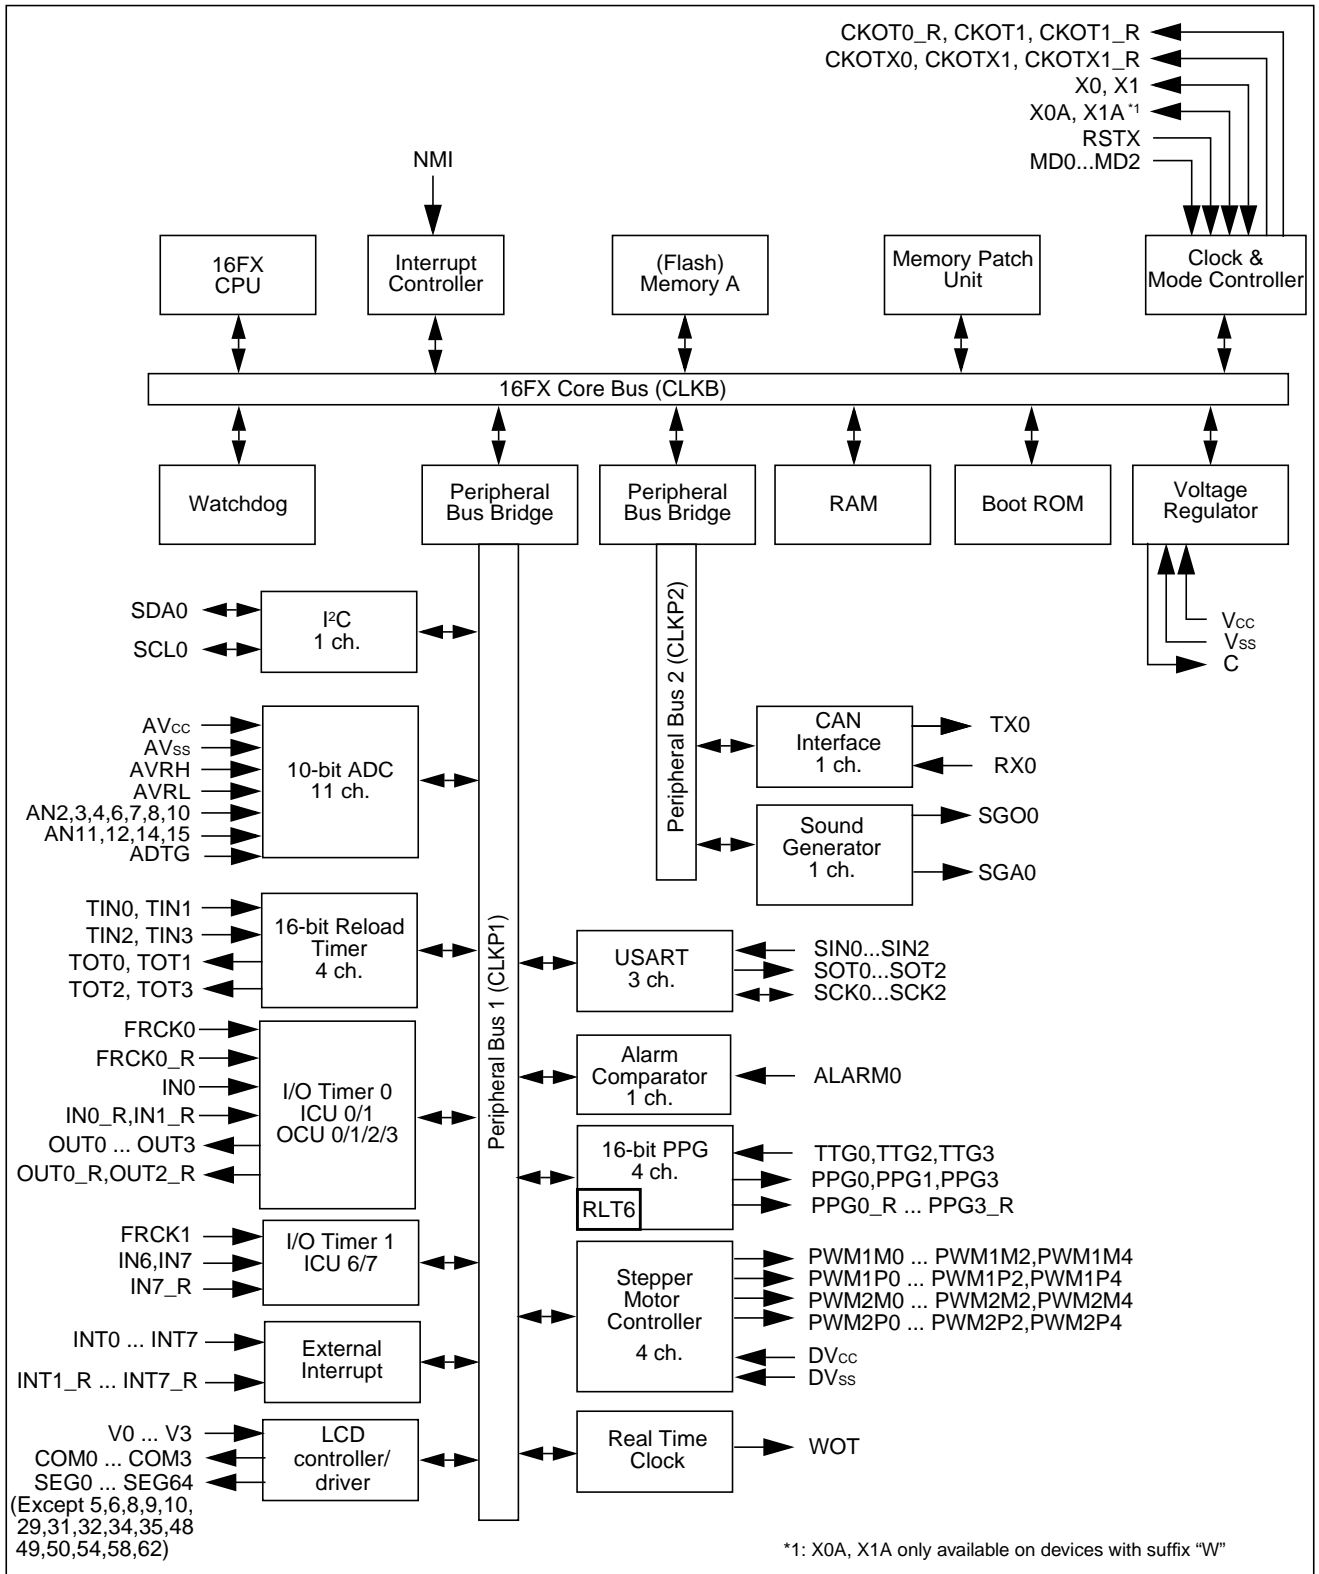 CKOT0_R, CKOT1, CKOT1_R
CKOTX0, CKOTX1, CKOTX1_R
X0, X1
X0A, X1A *1
RSTX
MD0...MD2
NMI
16FX
CPU
Interrupt
Controller
(Flash)
Memory A
Memory Patch
Unit
Clock &
Mode Controller
16FX Core Bus (CLKB)
Watchdog
Peripheral
Bus Bridge
Peripheral
Bus Bridge
RAM
Boot ROM
Voltage
Regulator
VCC
VSS
C
Peripheral Bus 1 (CLKP1)
Peripheral Bus 2 (CLKP2)
SDA0
SCL0
I²C
1 ch.
AVCC
AVSS
AVRH
AVRL
AN2,3,4,6,7,8,10
AN11,12,14,15
ADTG
10-bit ADC
11 ch.
CAN
Interface
1 ch.
TX0
RX0
Sound
Generator
1 ch.
SGO0
SGA0
TIN0, TIN1
TIN2, TIN3
TOT0, TOT1
TOT2, TOT3
16-bit Reload
Timer
4 ch.
USART
3 ch.
SIN0...SIN2
SOT0...SOT2
SCK0...SCK2
FRCK0
FRCK0_R
IN0
IN0_R,IN1_R
OUT0 ... OUT3
OUT0_R,OUT2_R
I/O Timer 0
ICU 0/1
OCU 0/1/2/3
Alarm
Comparator
1 ch.
ALARM0
16-bit PPG
4 ch.
RLT6
TTG0,TTG2,TTG3
PPG0,PPG1,PPG3
PPG0_R ... PPG3_R
FRCK1
IN6,IN7
IN7_R
I/O Timer 1
ICU 6/7
Stepper
Motor
Controller
4 ch.
PWM1M0 ... PWM1M2,PWM1M4
PWM1P0 ... PWM1P2,PWM1P4
PWM2M0 ... PWM2M2,PWM2M4
PWM2P0 ... PWM2P2,PWM2P4
DVCC
DVSS
INT0 ... INT7
INT1_R ... INT7_R
External
Interrupt
V0 ... V3
COM0 ... COM3
SEG0 ... SEG64
(Except 5,6,8,9,10,
29,31,32,34,35,48
49,50,54,58,62)
LCD
controller/
driver
Real Time
Clock
WOT
*1: X0A, X1A only available on devices with suffix “W”